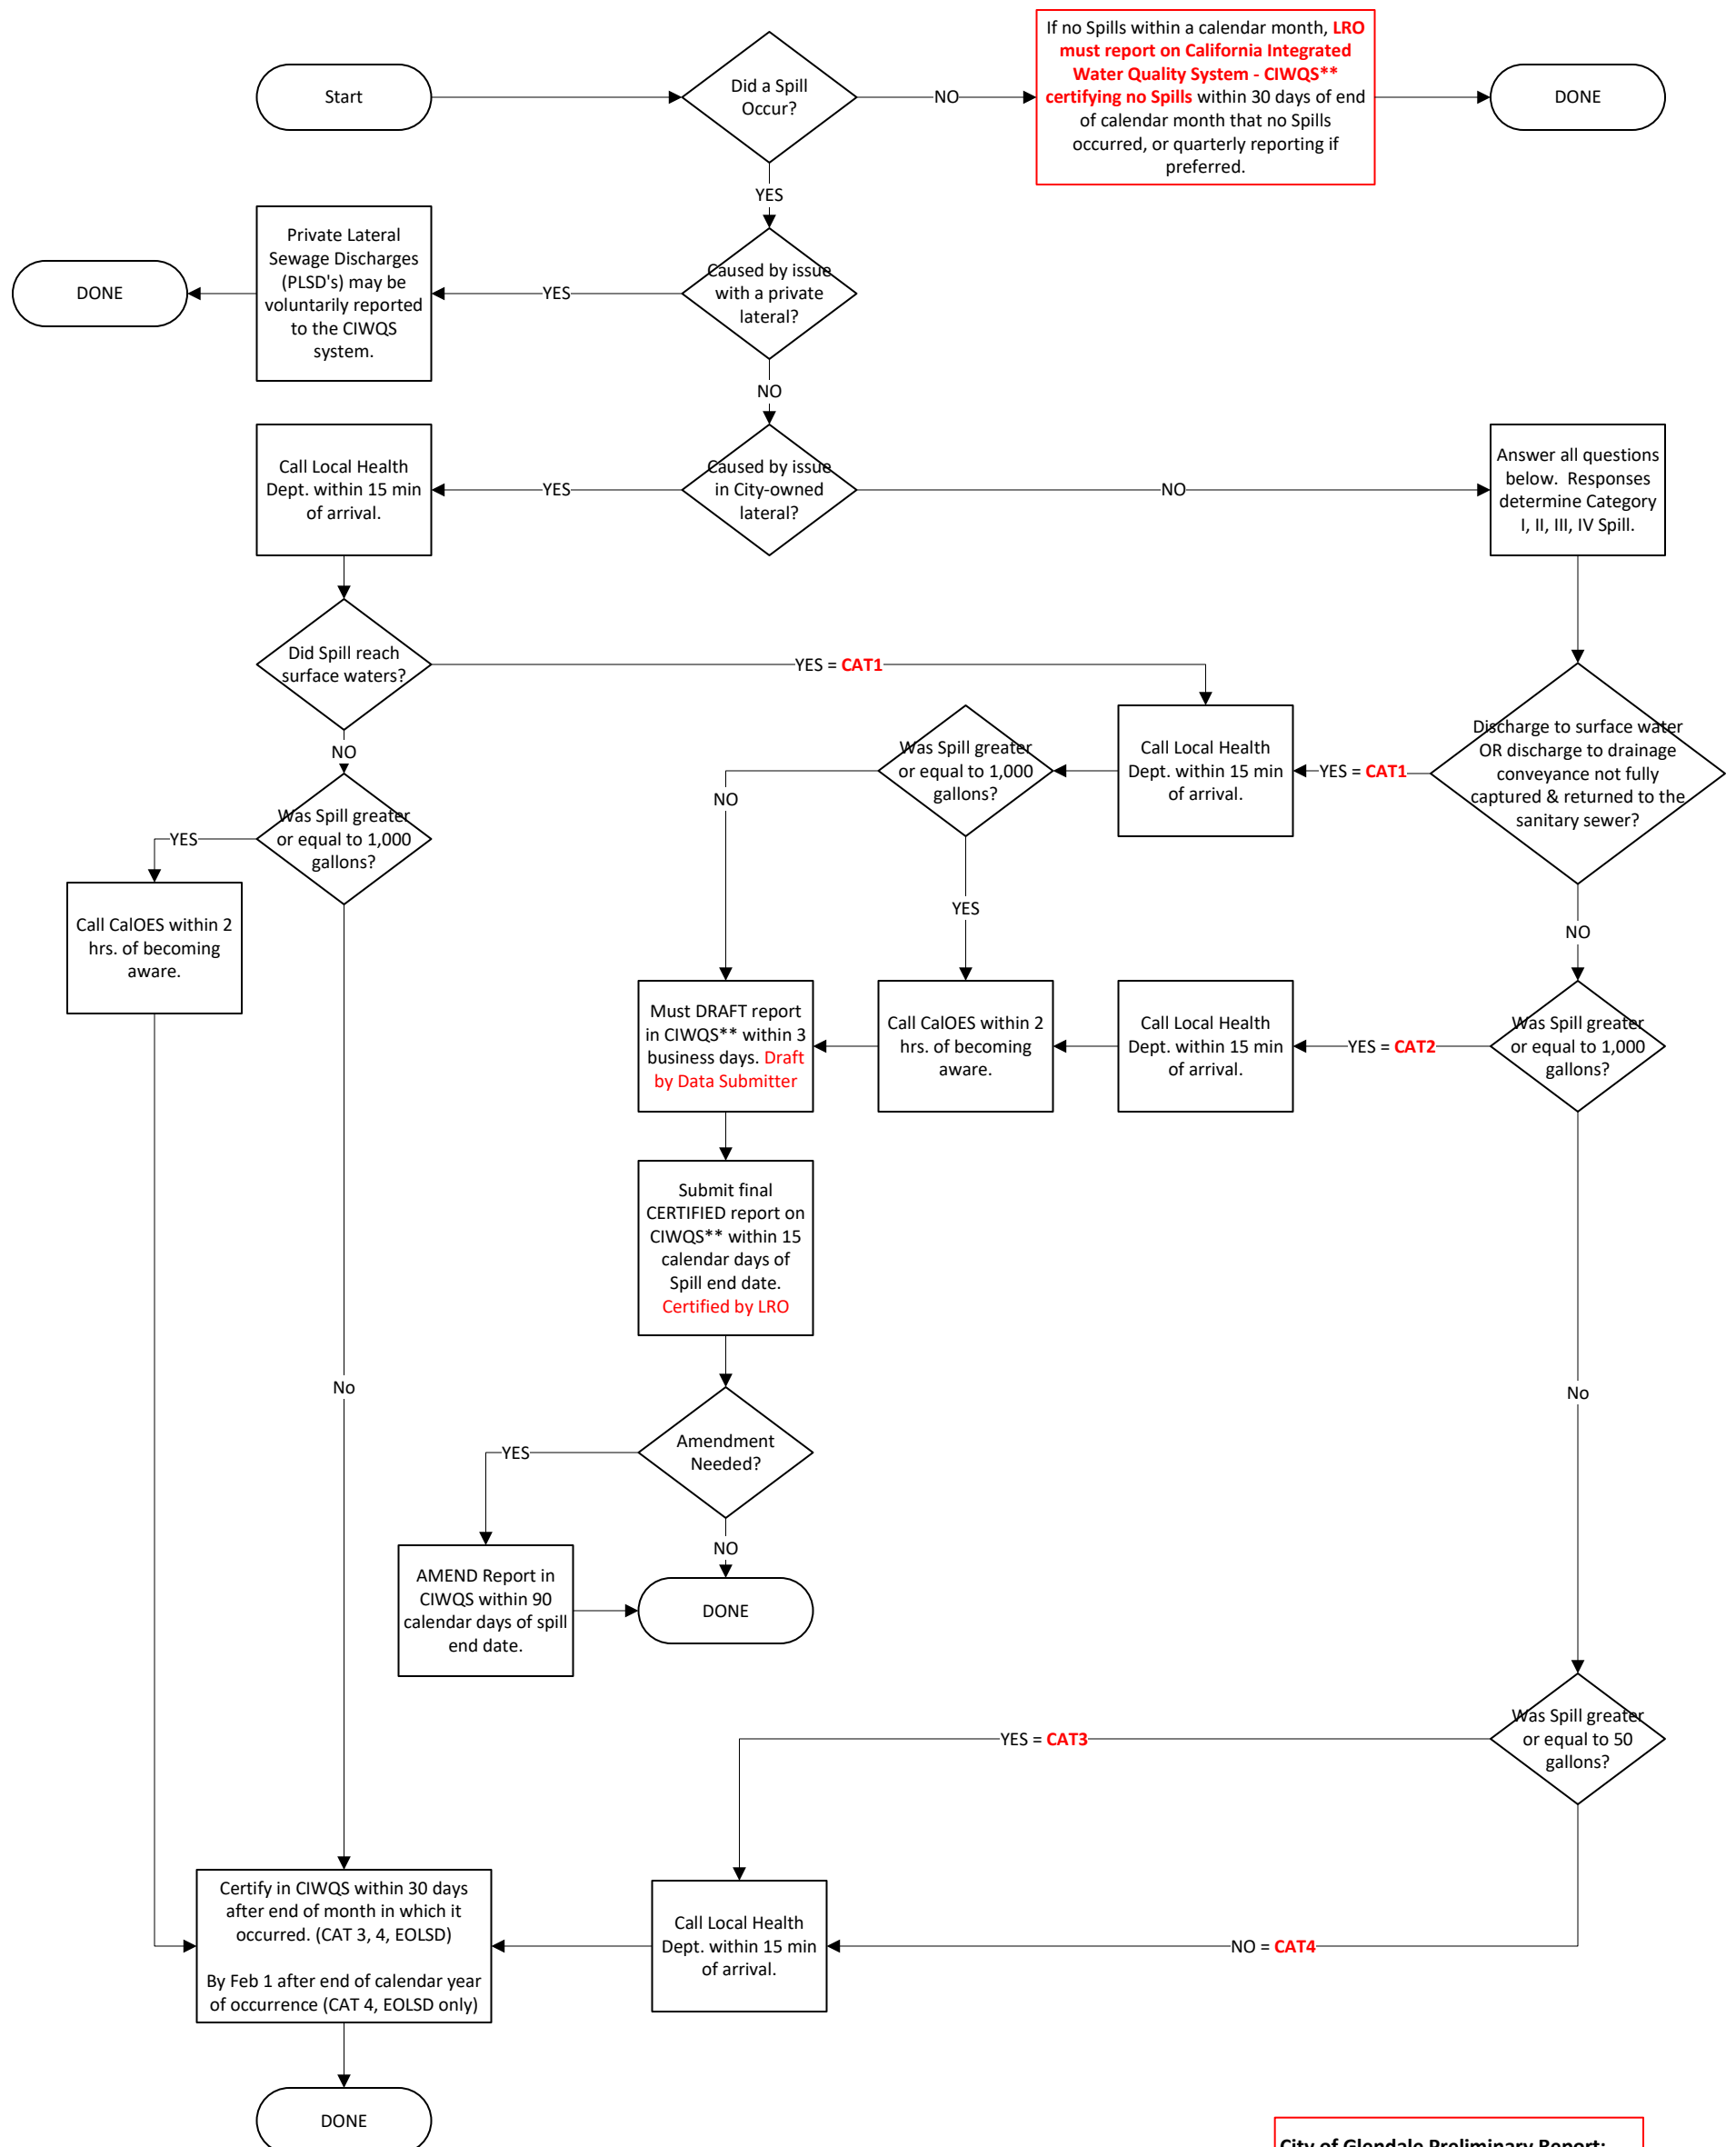 Start
Did a Spill
Occur?
NO
If no Spills within a calendar month, LRO
must report on California Integrated
Water Quality System - CIWQS**
certifying no Spills within 30 days of end
of calendar month that no Spills
occurred, or quarterly reporting if
preferred.
DONE
YES
Private Lateral
Sewage Discharges
(PLSD's) may be
voluntarily reported
to the CIWQS
system.
DONE
YES
Caused by issue
with a private
lateral?
NO
Call Local Health
Dept. within 15 min
of arrival.
YES
Caused by issue
in City-owned
lateral?
NO
Answer all questions
below.  Responses
determine Category
I, II, III, IV Spill.
Did Spill reach
surface waters?
YES = CAT1
NO
Was Spill greater
or equal to 1,000
gallons?
Call Local Health
Dept. within 15 min
of arrival.
YES = CAT1
Discharge to surface water
OR discharge to drainage
conveyance not fully
captured & returned to the
sanitary sewer?
NO
YES
Was Spill greater
or equal to 1,000
gallons?
YES
NO
Call CalOES within 2
hrs. of becoming
aware.
Must DRAFT report
in CIWQS** within 3
business days. Draft
by Data Submitter
Call CalOES within 2
hrs. of becoming
aware.
Call Local Health
Dept. within 15 min
of arrival.
YES = CAT2
Was Spill greater
or equal to 1,000
gallons?
Submit final
CERTIFIED report on
CIWQS** within 15
calendar days of
Spill end date.
Certified by LRO
No
No
Amendment
Needed?
YES
NO
AMEND Report in
CIWQS within 90
calendar days of spill
end date.
DONE
YES = CAT3
Was Spill greater
or equal to 50
gallons?
Certify in CIWQS within 30 days
after end of month in which it
occurred. (CAT 3, 4, EOLSD)
By Feb 1 after end of calendar year
of occurrence (CAT 4, EOLSD only)
Call Local Health
Dept. within 15 min
of arrival.
NO = CAT4
DONE
City of Glendale Preliminary Report: